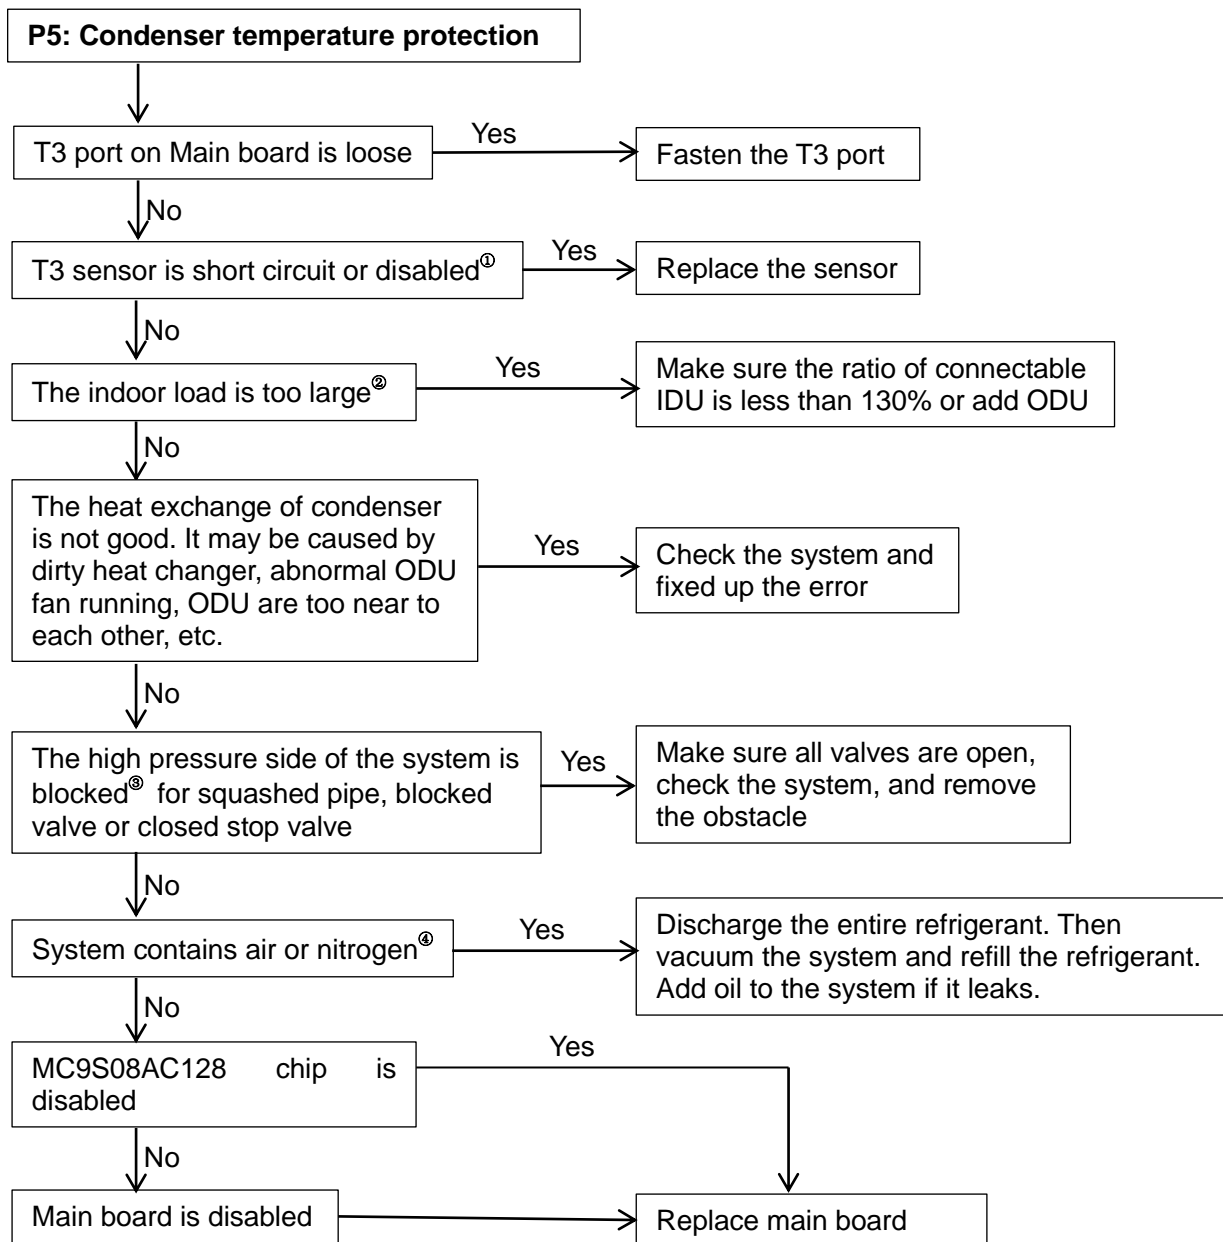 P5: Condenser temperature protection
T3 port on Main board is loose
Yes
Fasten the T3 port
No
T3 sensor is short circuit or disabled①
Yes
Replace the sensor
No
The indoor load is too large②
Yes
Make sure the ratio of connectable
IDU is less than 130% or add ODU
No
The heat exchange of condenser
is not good. It may be caused by
dirty heat changer, abnormal ODU
fan running, ODU are too near to
each other, etc.
Yes
Check the system and
fixed up the error
No
The high pressure side of the system is
blocked③ for squashed pipe, blocked
valve or closed stop valve
Yes
Make sure all valves are open,
check the system, and remove
the obstacle
No
System contains air or nitrogen④
Yes
Discharge the entire refrigerant. Then
vacuum the system and refill the refrigerant.
Add oil to the system if it leaks.
No
MC9S08AC128 chip is
disabled
Yes
No
Main board is disabled
Replace main board